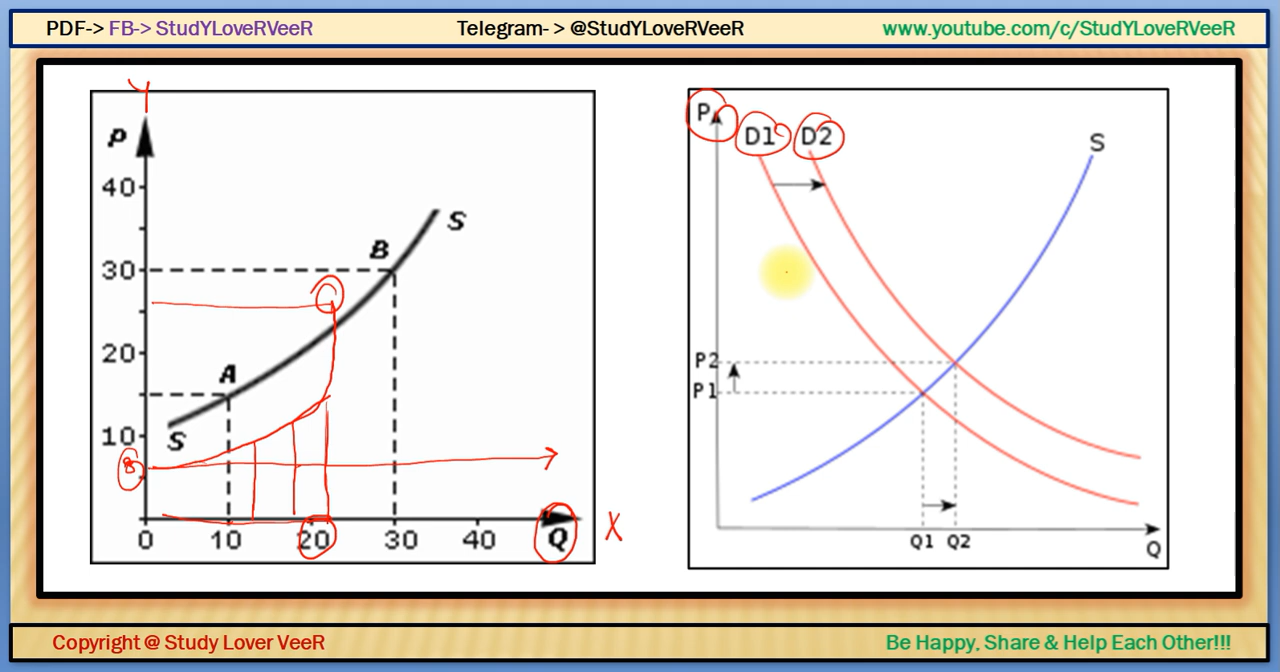 PDF-> FB-> StudYLoveRVeeR
Telegram- > @StudYLoveRVeeR
www.youtube.com/c/StudYLoveRVeeR
Y
P
40
30
20
10
8
0 10 20 30 40 Q
X
S
A
B
S
P
D1 D2
S
P2
P1
Q1 Q2
Q
Copyright @ Study Lover VeeR
Be Happy, Share & Help Each Other!!!